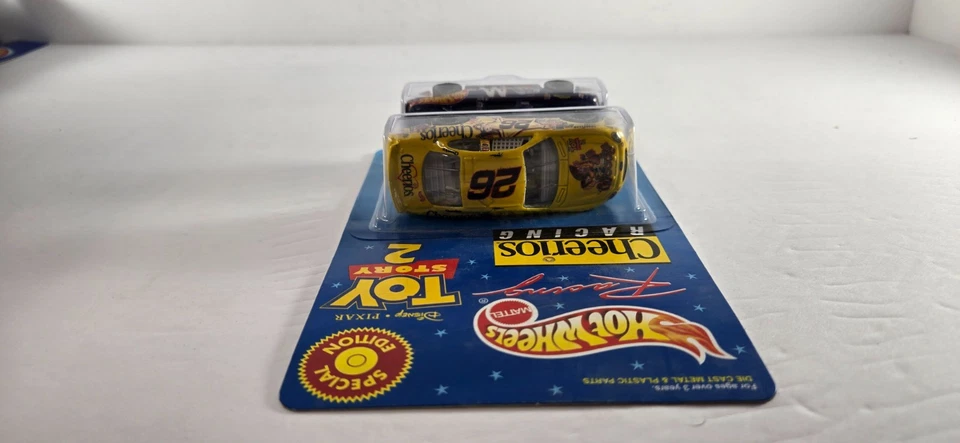 For ages over 3 years.
DIE CAST METAL & PLASTIC PARTS
HOT WHEELS
MATTEL
®
Racing
SPECIAL EDITION
Disney • PIXAR
TOY
STORY
2
Cheerios
RACING
26
Cheerios
Cheerios
26